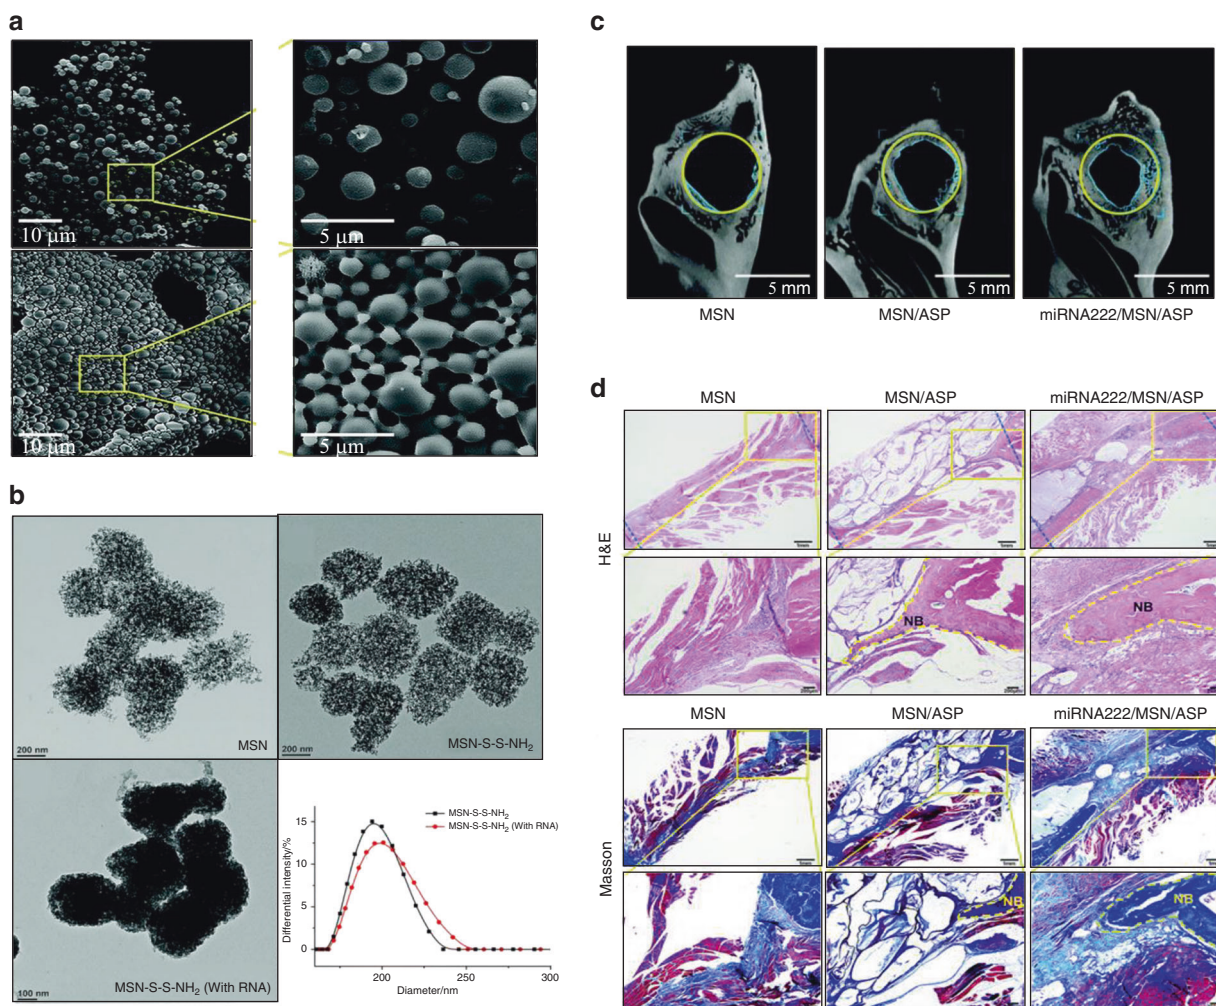 a
10 µm
5 µm
10 µm
5 µm
b
200 nm
MSN
200 nm
MSN-S-S-NH₂
100 nm
MSN-S-S-NH₂ (With RNA)
Differential intensity/%
15
10
5
0
200
250
300
Diameter/nm
MSN-S-S-NH₂
MSN-S-S-NH₂ (With RNA)
c
5 mm
5 mm
5 mm
MSN
MSN/ASP
miRNA222/MSN/ASP
d
MSN
MSN/ASP
miRNA222/MSN/ASP
H&E
NB
NB
MSN
MSN/ASP
miRNA222/MSN/ASP
Masson
NB
NB